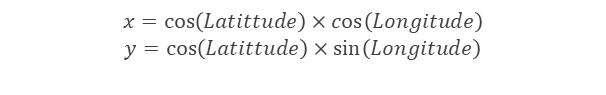 x = cos(Latittude) × cos(Longitude)
y = cos(Latittude) × sin(Longitude)